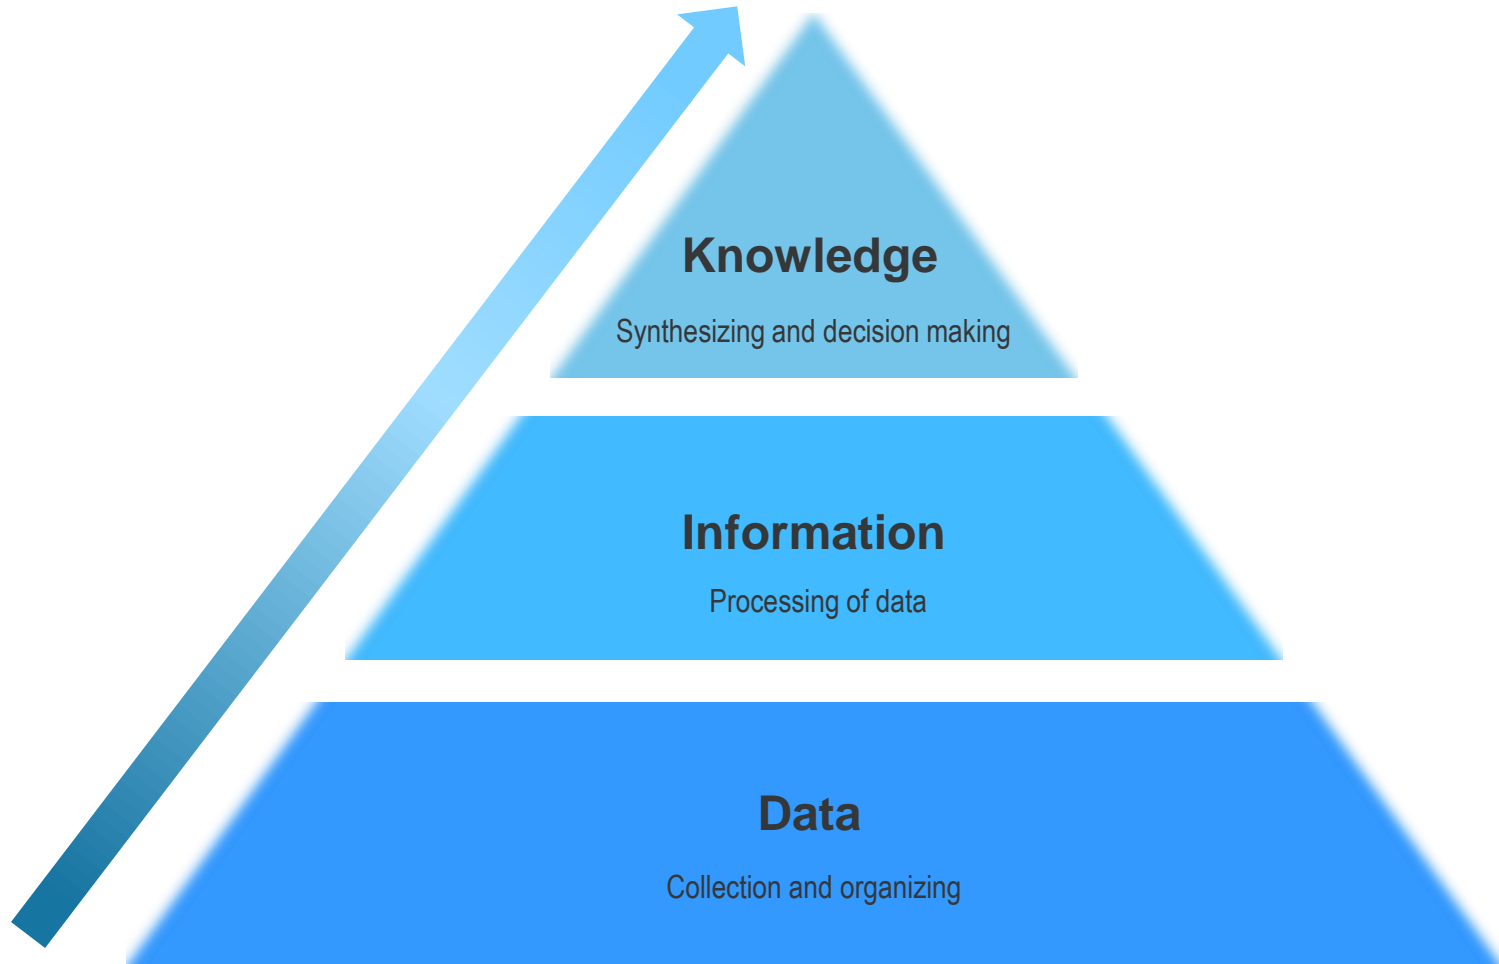 Knowledge
Synthesizing and decision making
Information
Processing of data
Data
Collection and organizing